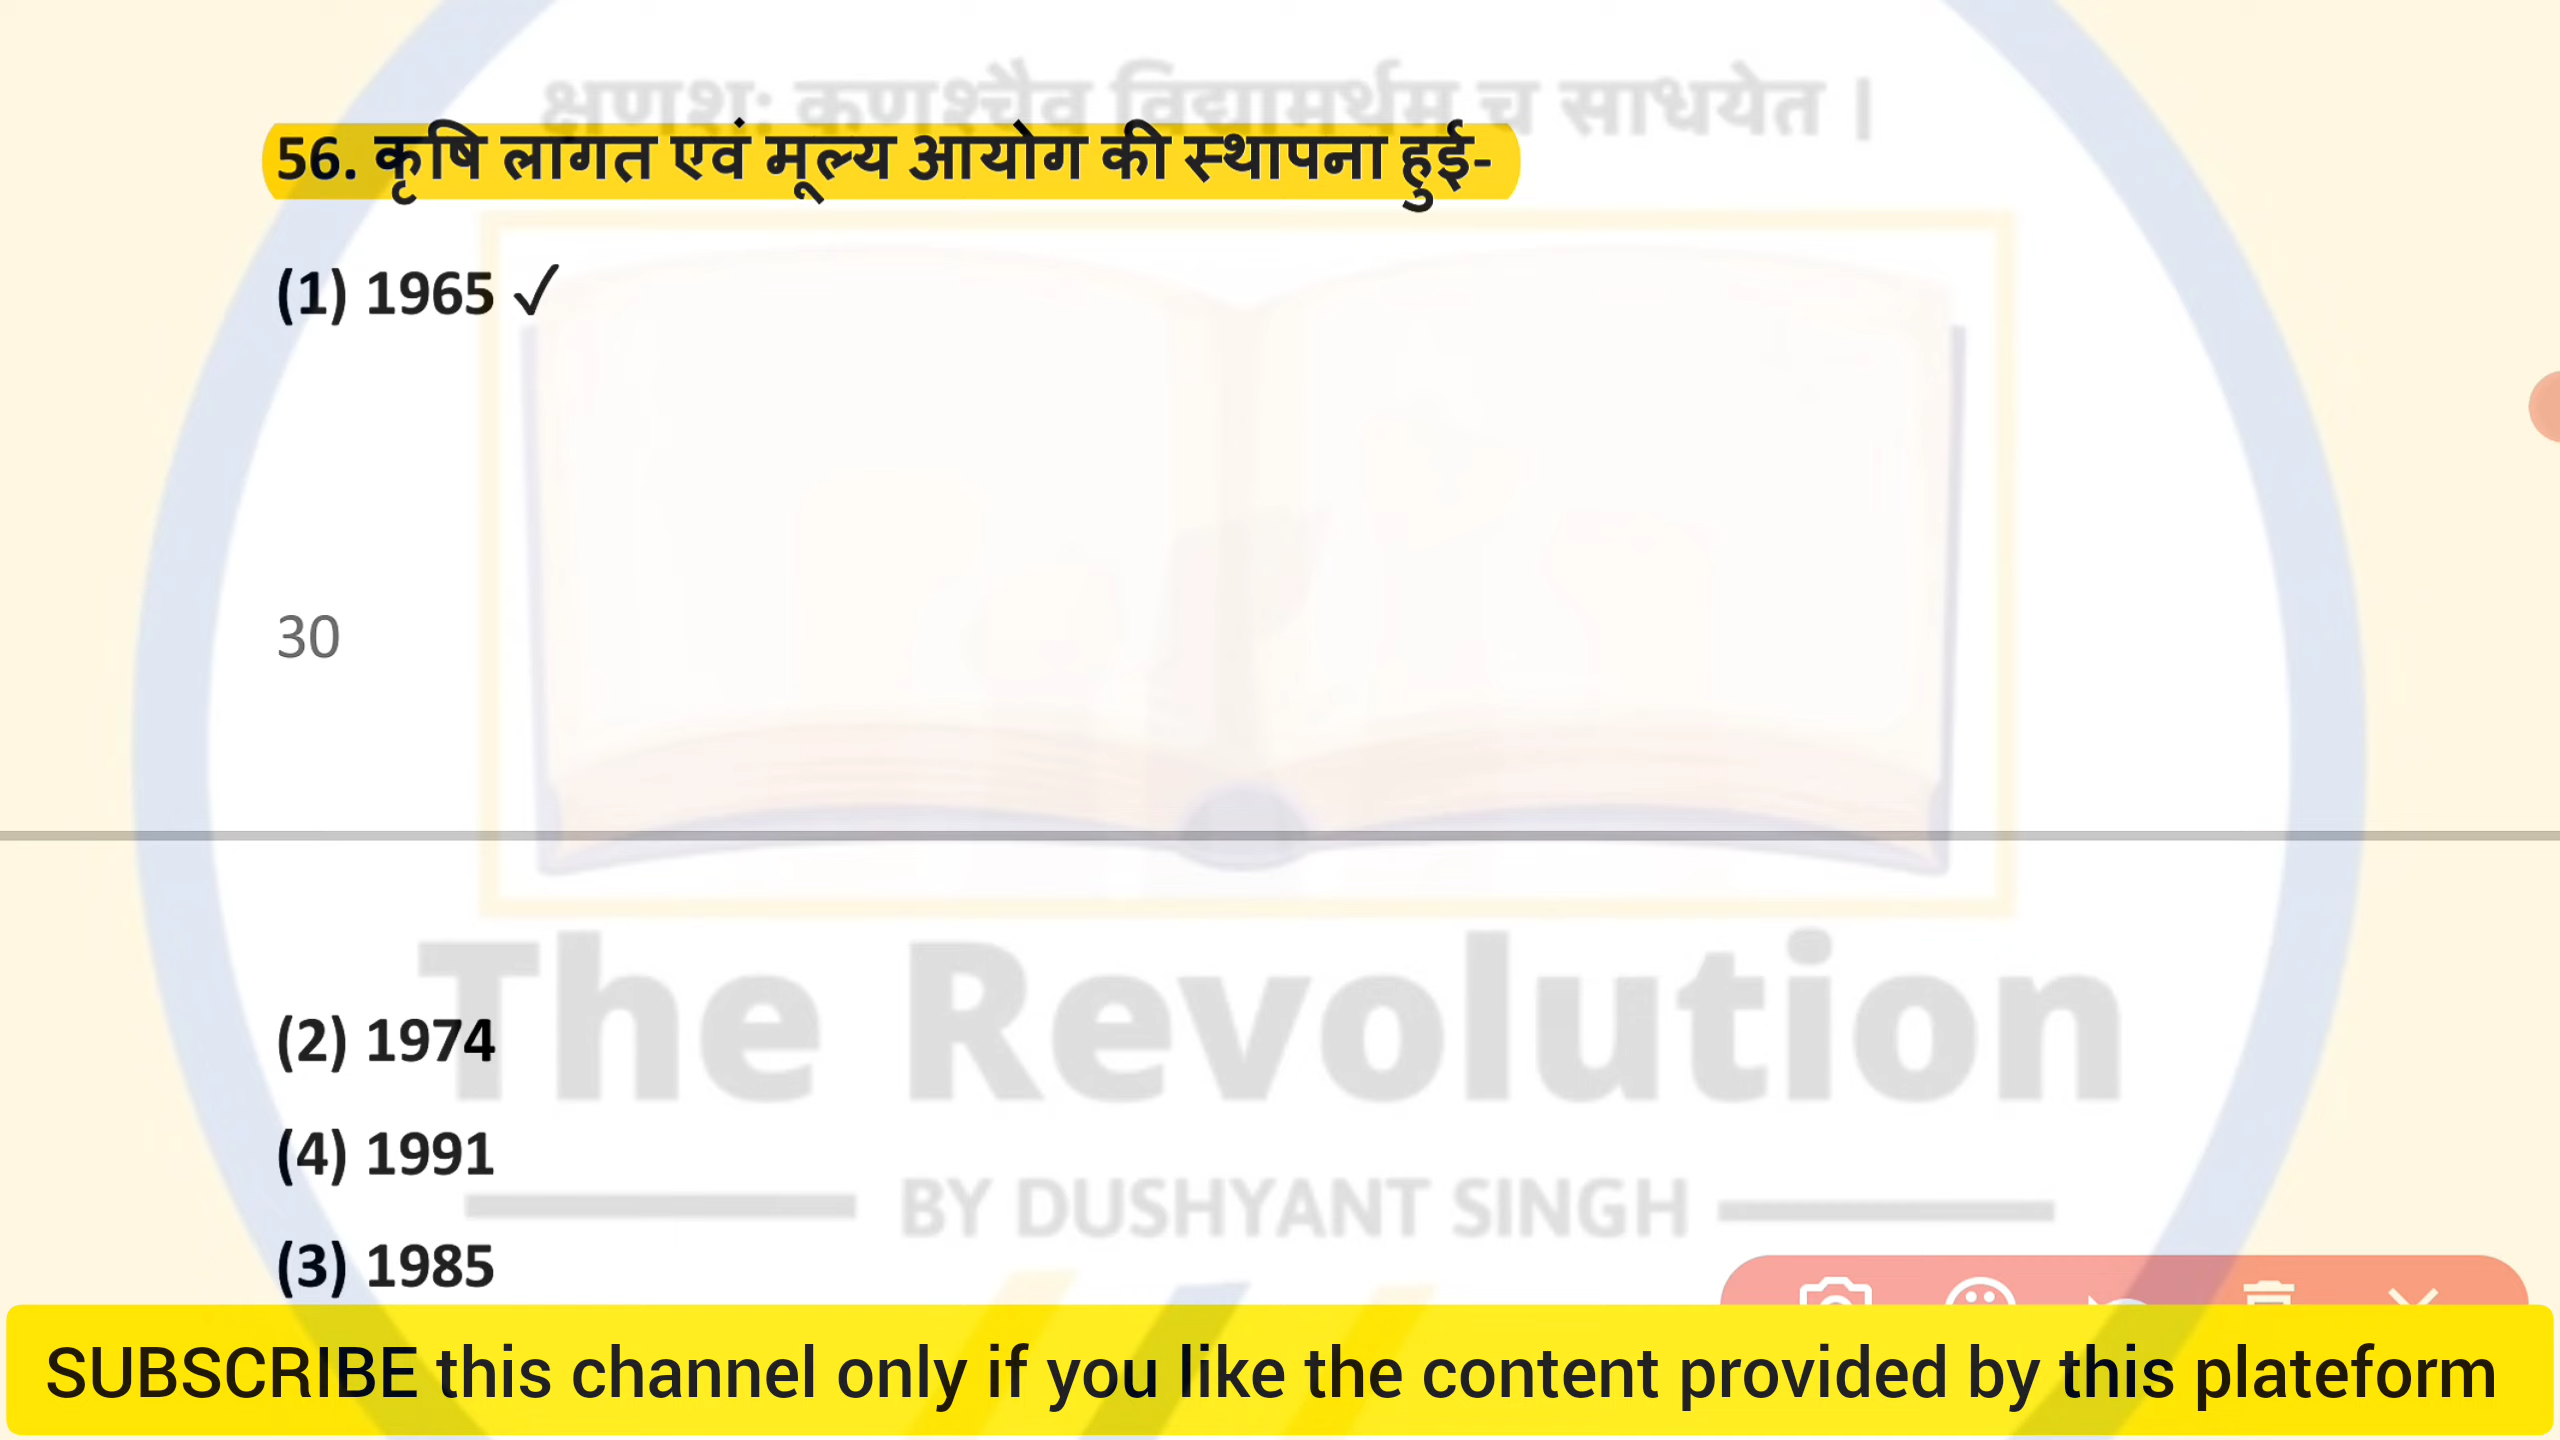 क्षणशः कणश्चैव विद्यामर्थम च साधयेत।
56. कृषि लागत एवं मूल्य आयोग की स्थापना हुई-
(1) 1965 ✓
30
The Revolution
(2) 1974
(4) 1991
BY DUSHYANT SINGH
(3) 1985
SUBSCRIBE this channel only if you like the content provided by this plateform